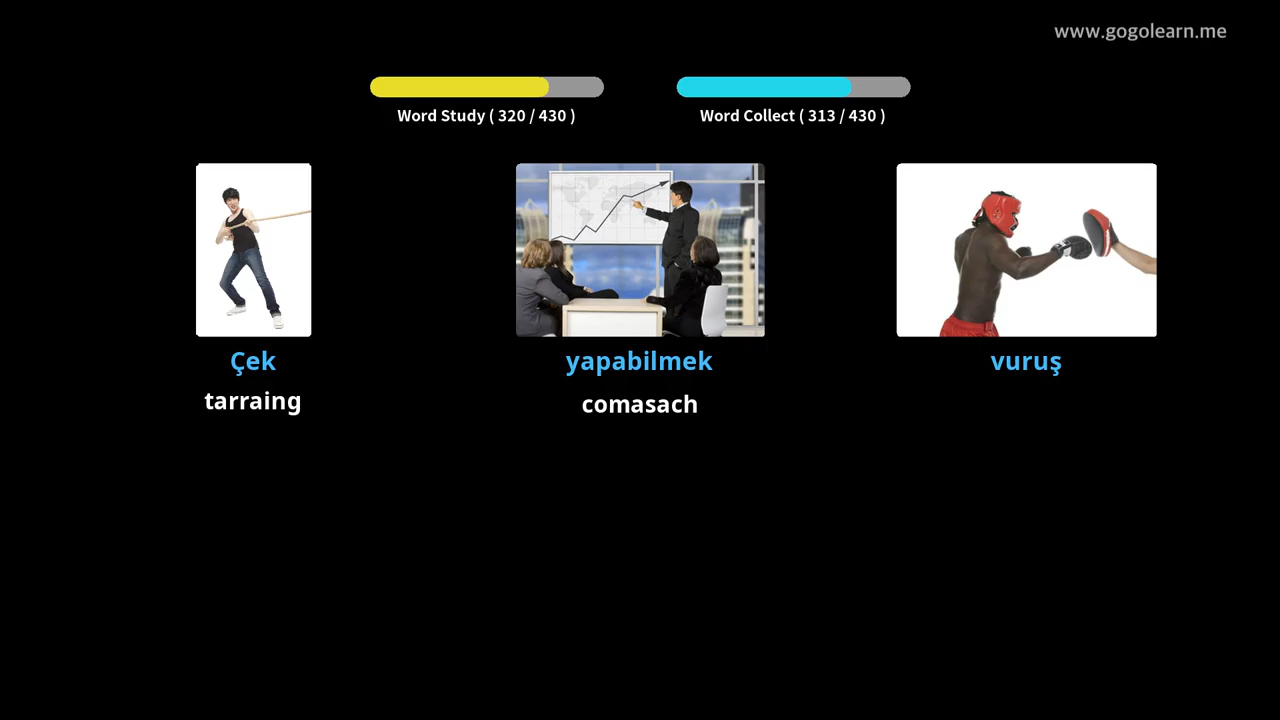 www.gogolearn.me
Word Study ( 320 / 430 )
Word Collect ( 313 / 430 )
Çek
yapabilmek
vuruş
tarraing
comasach